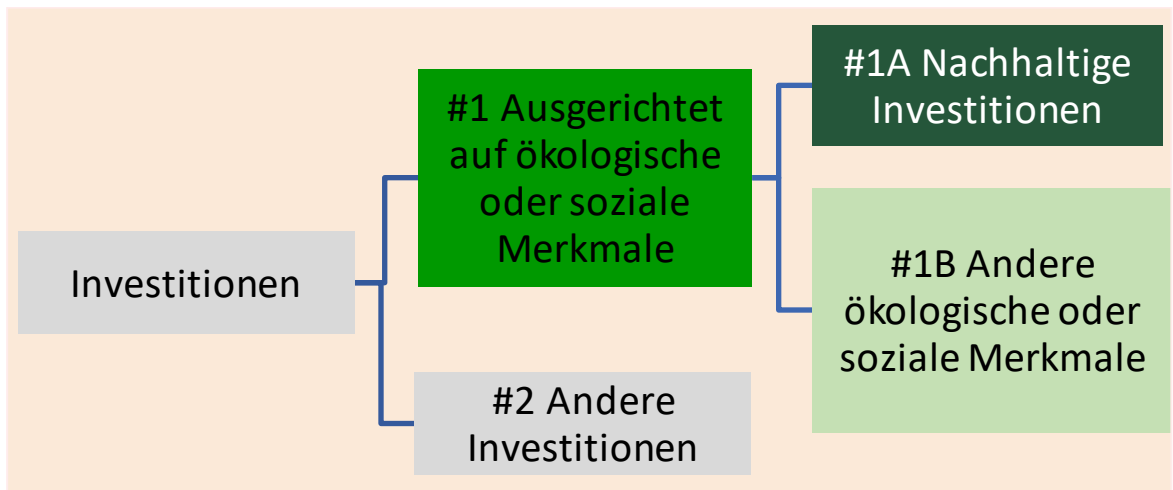 Investitionen
#1 Ausgerichtet
auf ökologische
oder soziale
Merkmale
#2 Andere
Investitionen
#1A Nachhaltige
Investitionen
#1B Andere
ökologische oder
soziale Merkmale